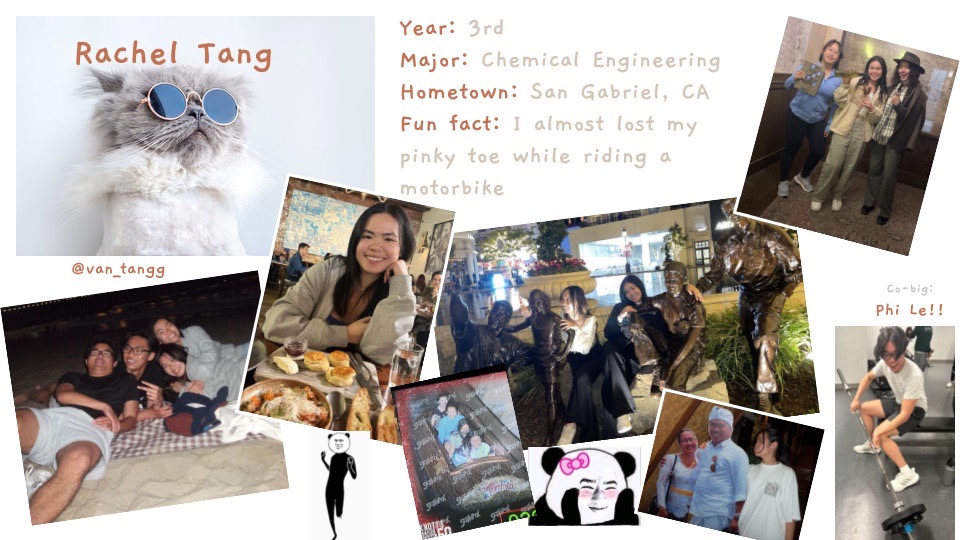 Rachel Tang
@van_tangg
Year: 3rd
Major: Chemical Engineering
Hometown: San Gabriel, CA
Fun fact: I almost lost my
pinky toe while riding a
motorbike
Co-big:
Phi Le!!